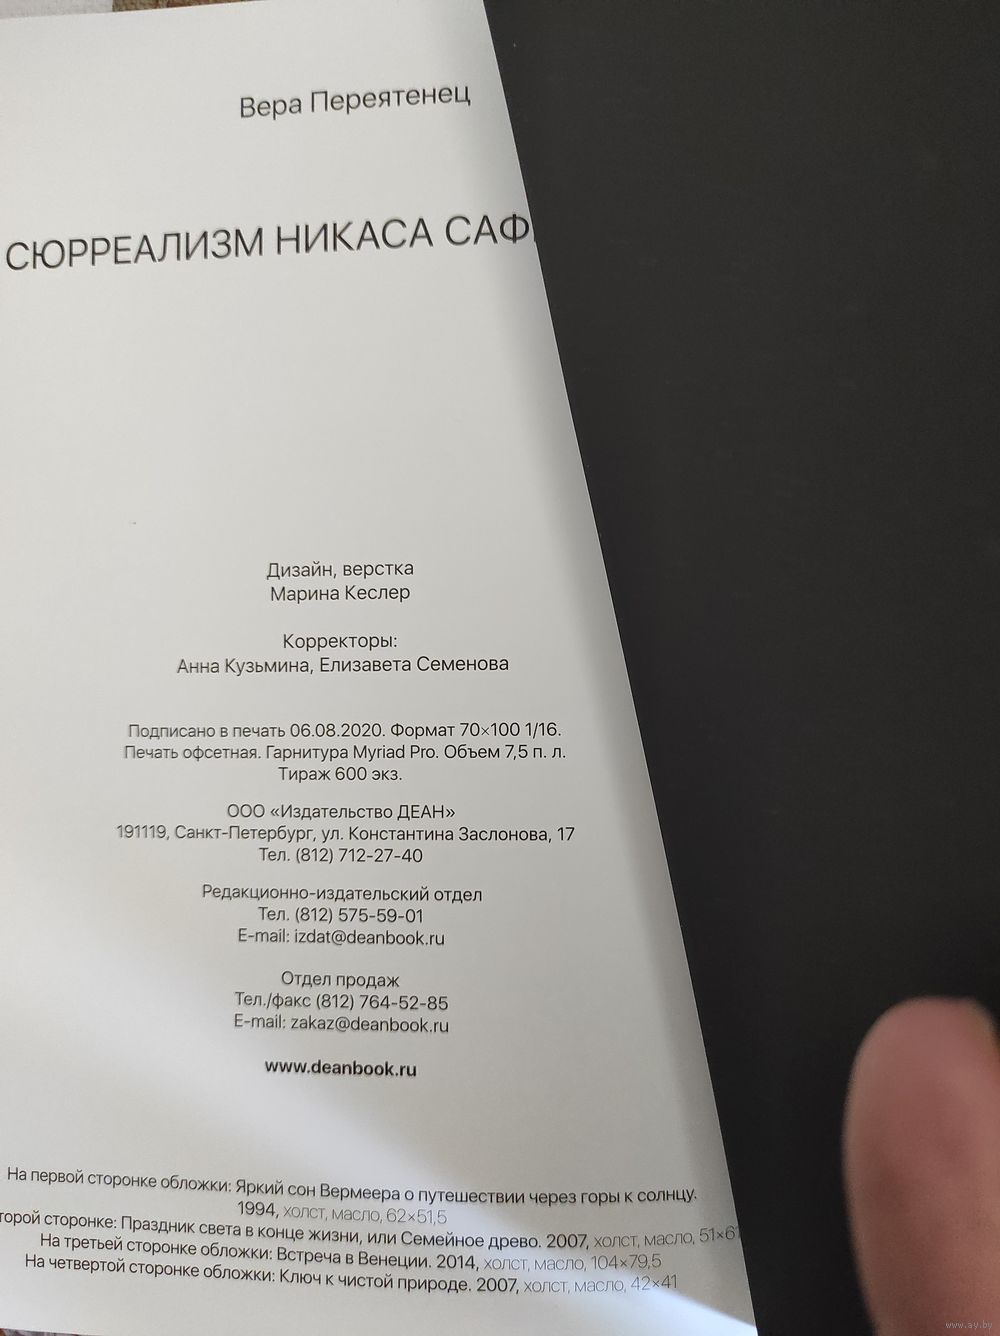 Вера Переятенец
СЮРРЕАЛИЗМ НИКАСА САФ
Дизайн, верстка
Марина Кеслер
Корректоры:
Анна Кузьмина, Елизавета Семенова
Подписано в печать 06.08.2020. Формат 70×100 1/16.
Печать офсетная. Гарнитура Myriad Pro. Объем 7,5 п. л.
Тираж 600 экз.
ООО «Издательство ДЕАН»
191119, Санкт-Петербург, ул. Константина Заслонова, 17
Тел. (812) 712-27-40
Редакционно-издательский отдел
Тел. (812) 575-59-01
E-mail: izdat@deanbook.ru
Отдел продаж
Тел./факс (812) 764-52-85
E-mail: zakaz@deanbook.ru
www.deanbook.ru
На первой сторонке обложки: Яркий сон Вермеера о путешествии через горы к солнцу.
1994, холст, масло, 62×51,5
торой сторонке: Праздник света в конце жизни, или Семейное древо. 2007, холст, масло, 51×61
На третьей сторонке обложки: Встреча в Венеции. 2014, холст, масло, 104×79,5
На четвертой сторонке обложки: Ключ к чистой природе. 2007, холст, масло, 42×41
www.ay.by